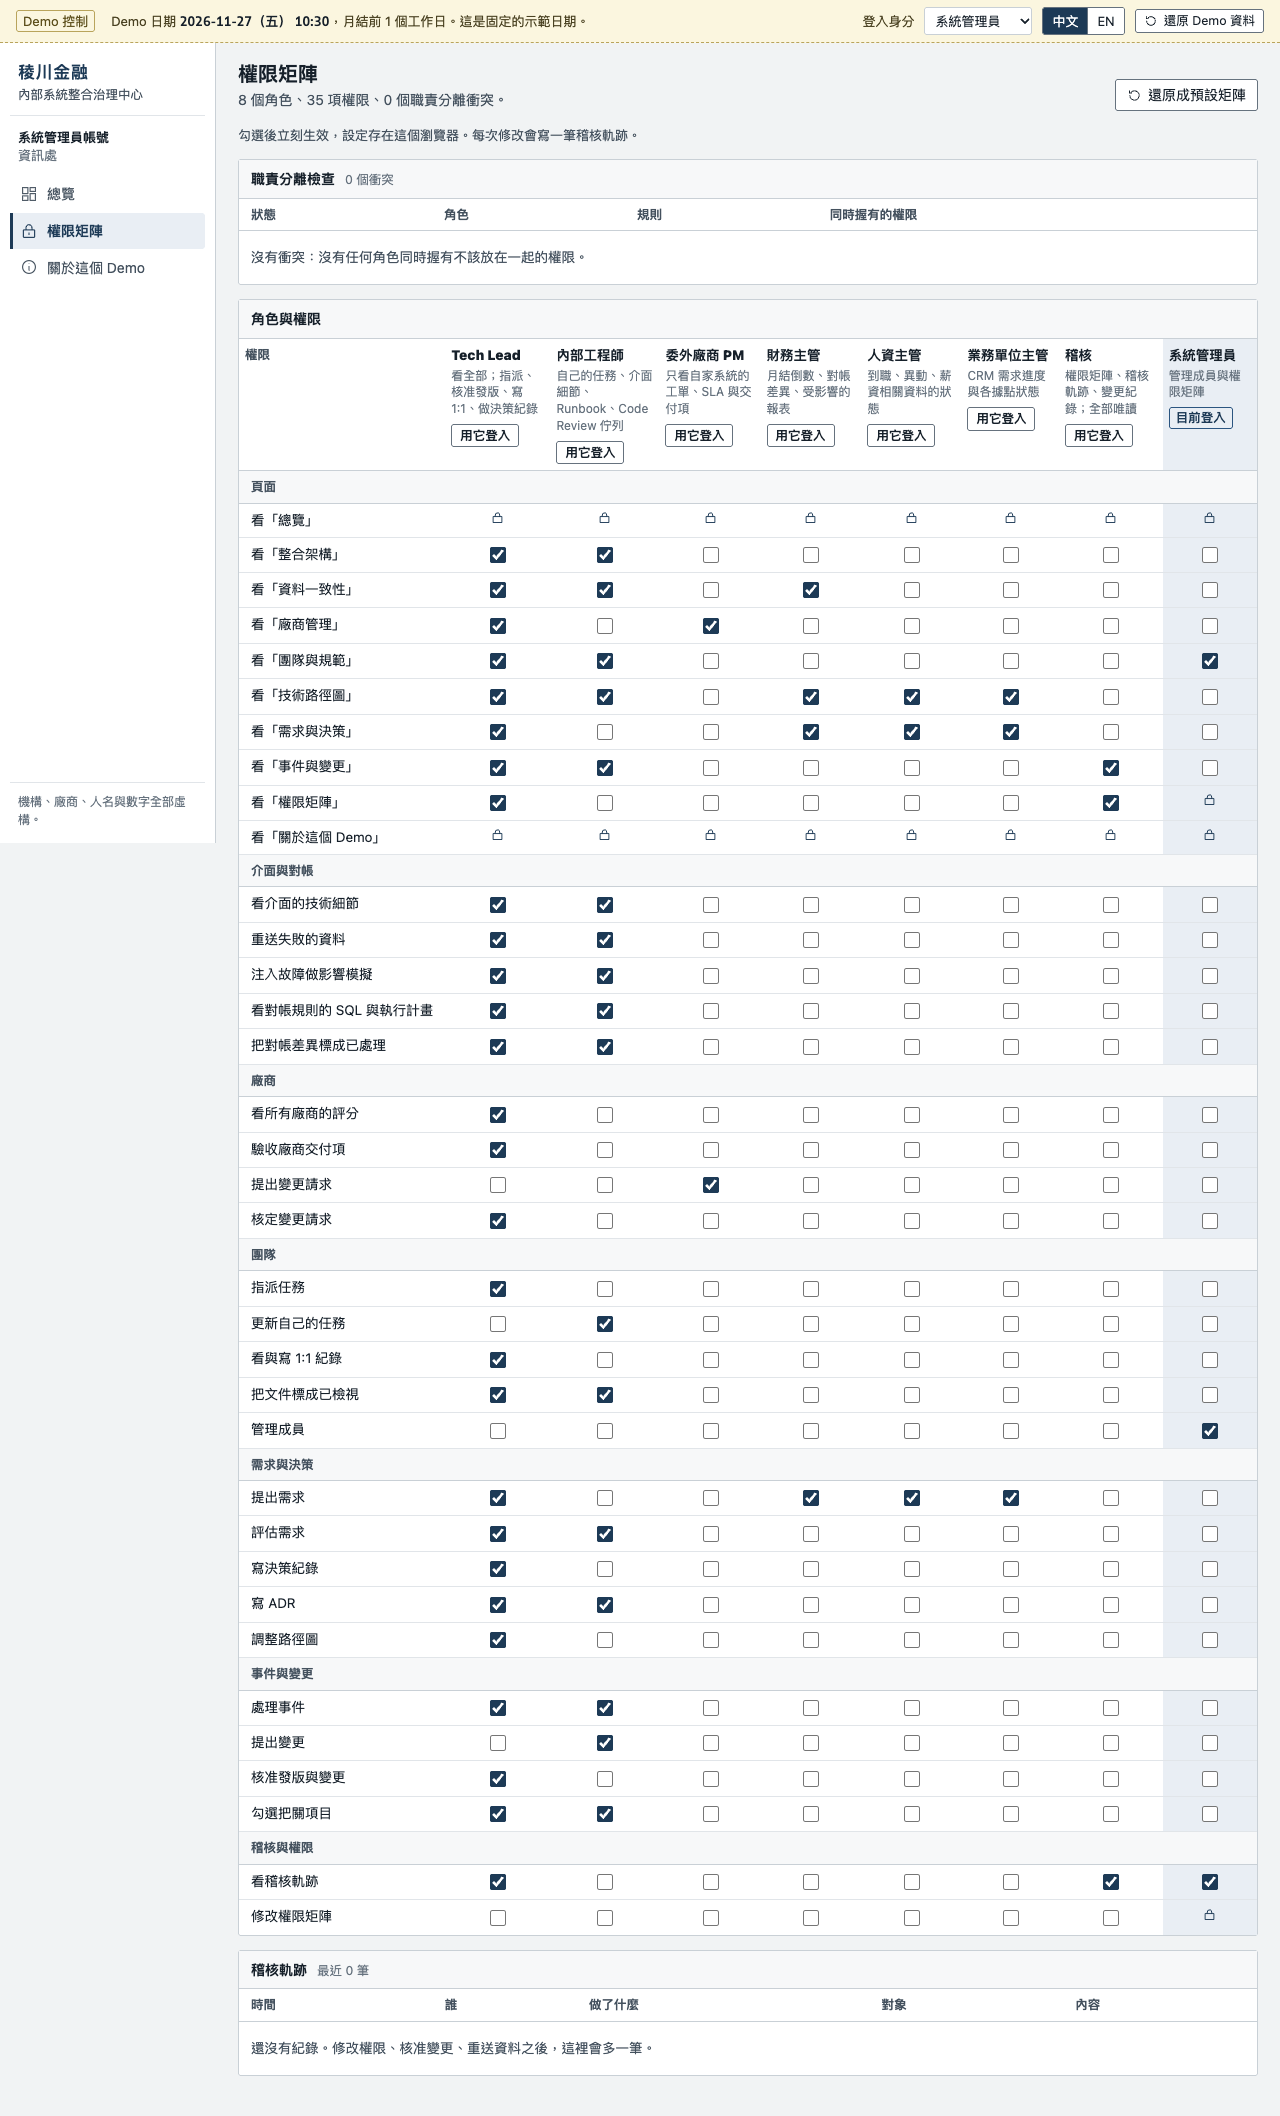 Demo 控制 Demo 日期 2026-11-27（五） 10:30，月結前 1 個工作日。這是固定的示範日期。 登入身分 系統管理員 中文 EN 還原 Demo 資料
稜川金融
內部系統整合治理中心
系統管理員帳號
資訊處
總覽
權限矩陣
關於這個 Demo
機構、廠商、人名與數字全部虛
構。
權限矩陣
8 個角色、35 項權限、0 個職責分離衝突。
還原成預設矩陣
勾選後立刻生效，設定存在這個瀏覽器。每次修改會寫一筆稽核軌跡。
職責分離檢查 0 個衝突
狀態 角色 規則 同時握有的權限
沒有衝突：沒有任何角色同時握有不該放在一起的權限。
角色與權限
權限
Tech Lead
看全部；指派、
核准發版、寫
1:1、做決策紀錄
用它登入
內部工程師
自己的任務、介面
細節、
Runbook、Code
Review 佇列
用它登入
委外廠商 PM
只看自家系統的
工單、SLA 與交
付項
用它登入
財務主管
月結倒數、對帳
差異、受影響的
報表
用它登入
人資主管
到職、異動、薪
資相關資料的狀
態
用它登入
業務單位主管
CRM 需求進度
與各據點狀態
用它登入
稽核
權限矩陣、稽核
軌跡、變更紀
錄；全部唯讀
用它登入
系統管理員
管理成員與權
限矩陣
目前登入
頁面
看「總覽」
看「整合架構」
看「資料一致性」
看「廠商管理」
看「團隊與規範」
看「技術路徑圖」
看「需求與決策」
看「事件與變更」
看「權限矩陣」
看「關於這個 Demo」
介面與對帳
看介面的技術細節
重送失敗的資料
注入故障做影響模擬
看對帳規則的 SQL 與執行計畫
把對帳差異標成已處理
廠商
看所有廠商的評分
驗收廠商交付項
提出變更請求
核定變更請求
團隊
指派任務
更新自己的任務
看與寫 1:1 紀錄
把文件標成已檢視
管理成員
需求與決策
提出需求
評估需求
寫決策紀錄
寫 ADR
調整路徑圖
事件與變更
處理事件
提出變更
核准發版與變更
勾選把關項目
稽核與權限
看稽核軌跡
修改權限矩陣
稽核軌跡 最近 0 筆
時間 誰 做了什麼 對象 內容
還沒有紀錄。修改權限、核准變更、重送資料之後，這裡會多一筆。